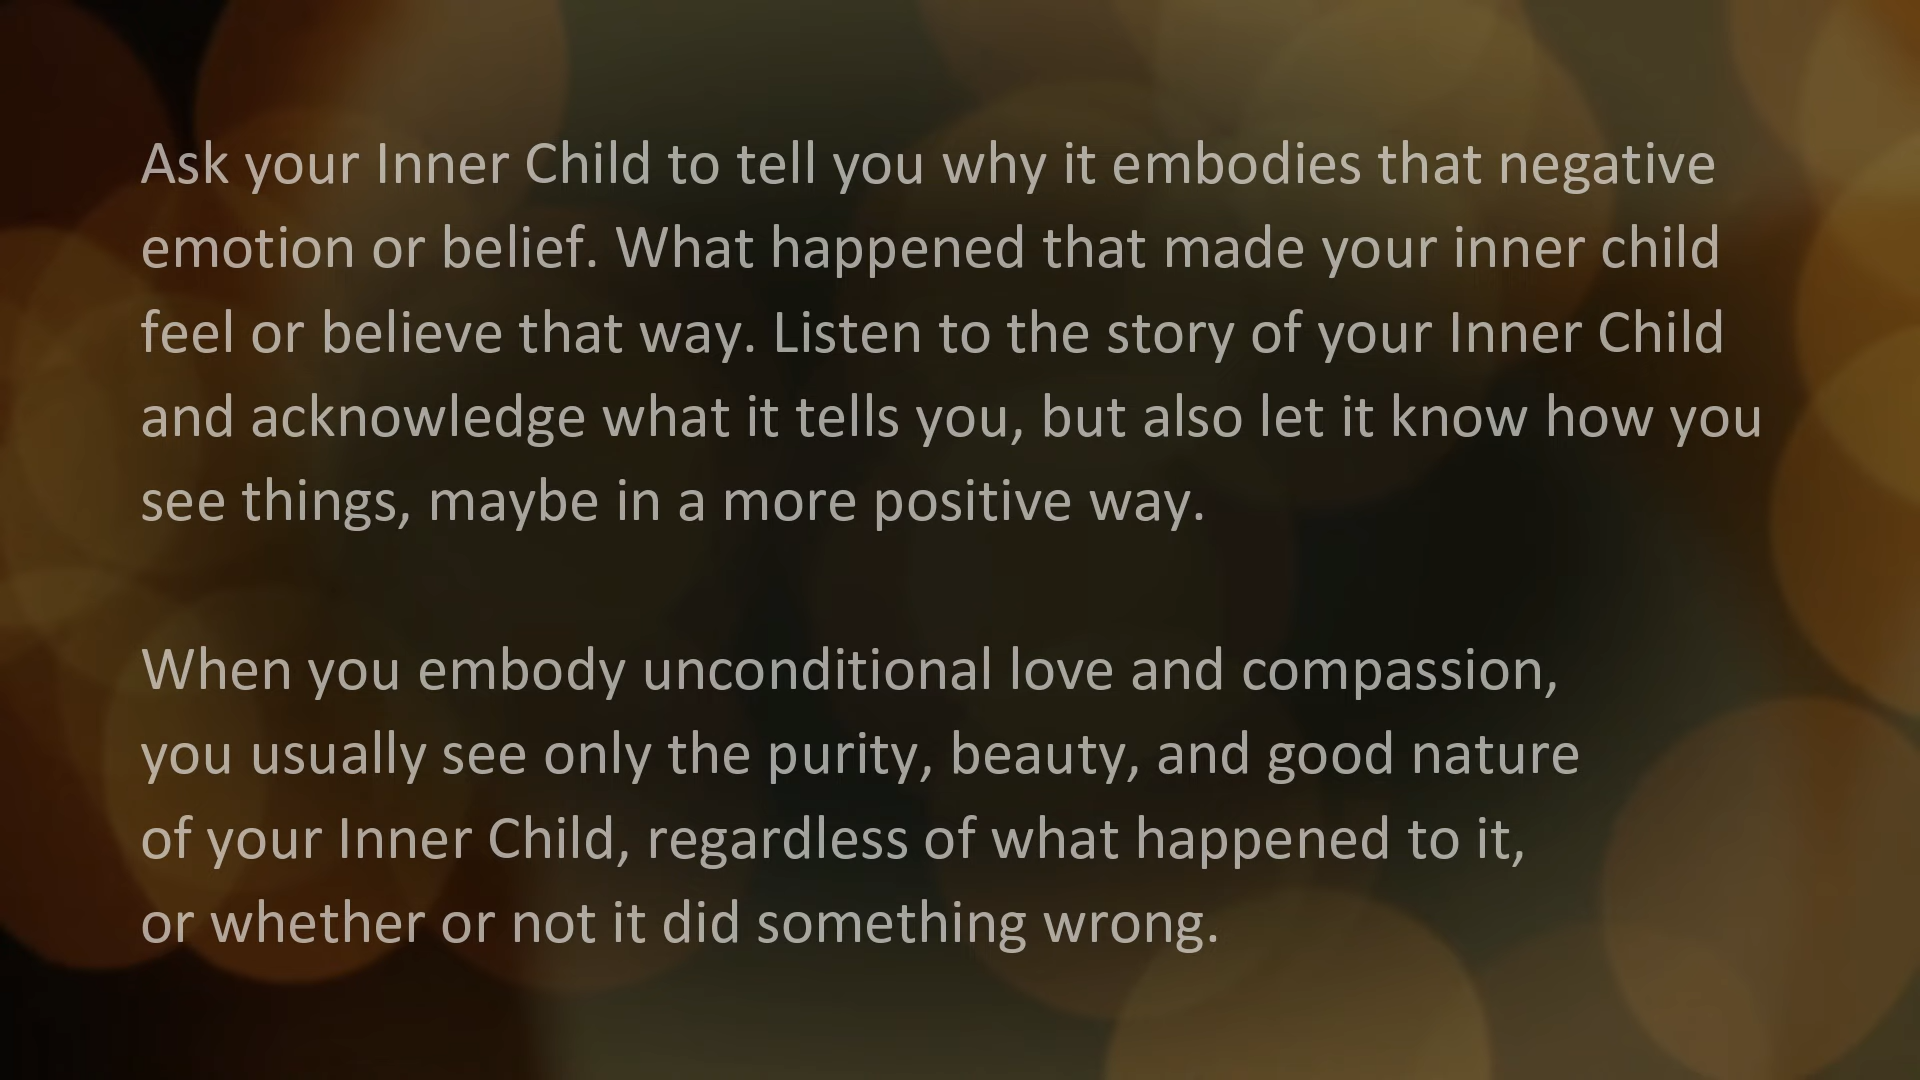 Ask your Inner Child to tell you why it embodies that negative
emotion or belief. What happened that made your inner child
feel or believe that way. Listen to the story of your Inner Child
and acknowledge what it tells you, but also let it know how you
see things, maybe in a more positive way.
When you embody unconditional love and compassion,
you usually see only the purity, beauty, and good nature
of your Inner Child, regardless of what happened to it,
or whether or not it did something wrong.